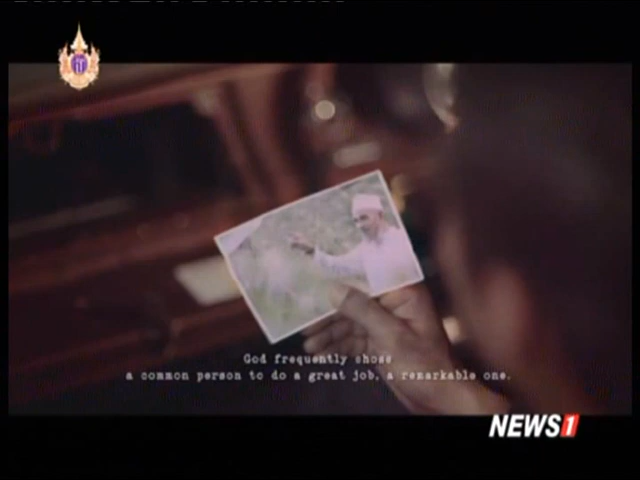 God frequently chose
a common person to do a great job, a remarkable one.
NEWS1